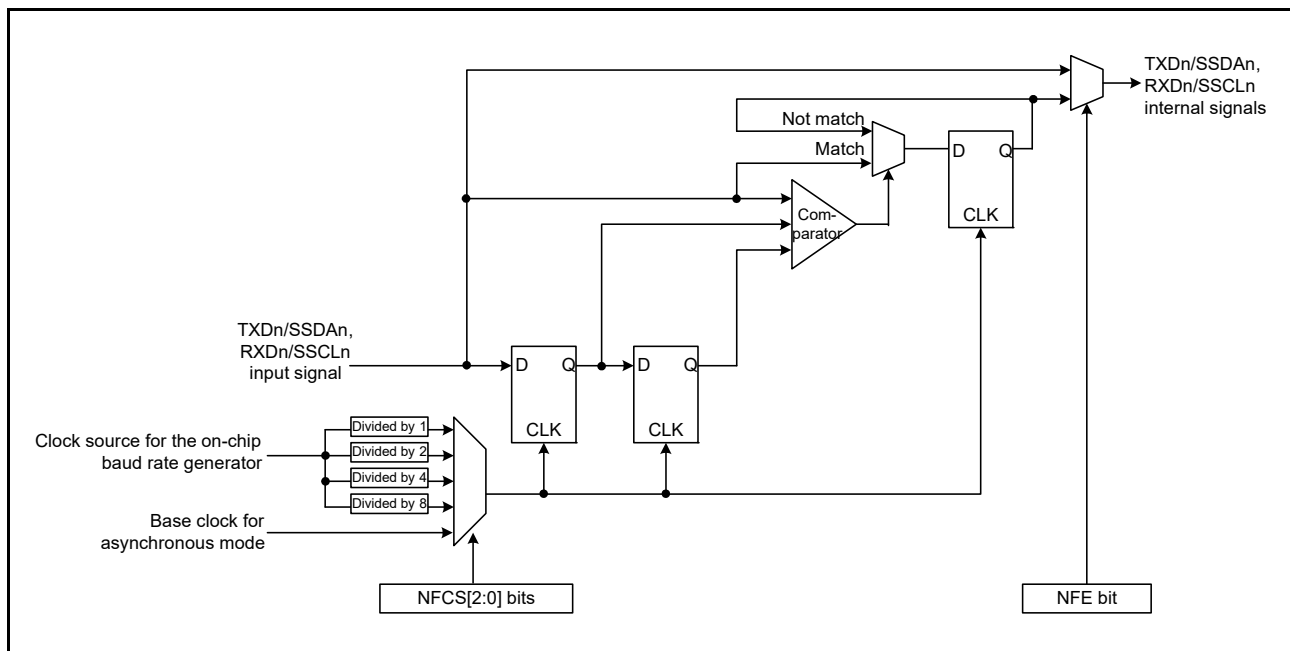 TXDn/SSDAn,
RXDn/SSCLn
internal signals
Not match
Match
D
Q
CLK
Com-
parator
TXDn/SSDAn,
RXDn/SSCLn
input signal
D
Q
CLK
D
Q
CLK
Clock source for the on-chip
baud rate generator
Divided by 1
Divided by 2
Divided by 4
Divided by 8
Base clock for
asynchronous mode
NFCS[2:0] bits
NFE bit